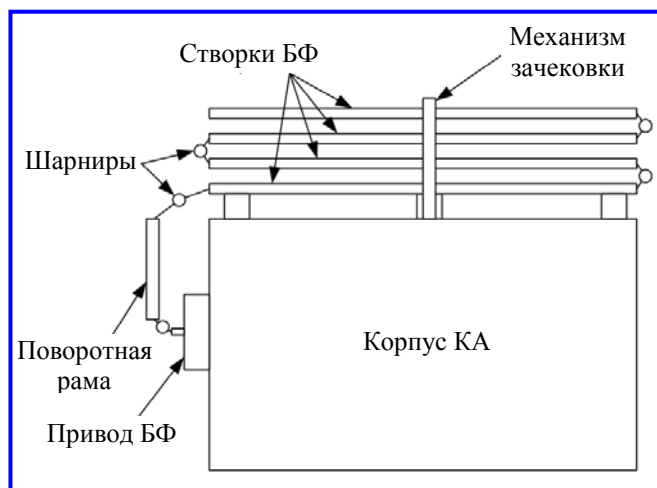 Створки БФ
Механизм
зачековки
Шарниры
Поворотная
рама
Привод БФ
Корпус КА